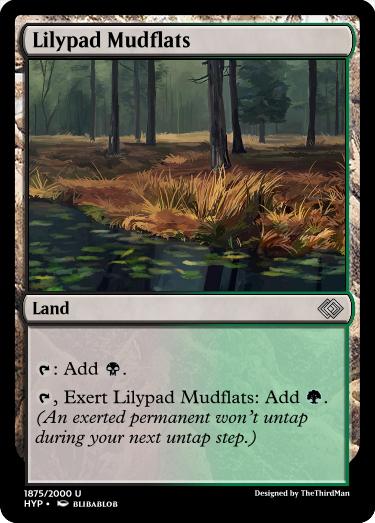 Lilypad Mudflats
Land
: Add .
, Exert Lilypad Mudflats: Add .
(An exerted permanent won't untap
during your next untap step.)
1875/2000 U
HYP • BLIBABLOB
Designed by TheThirdMan